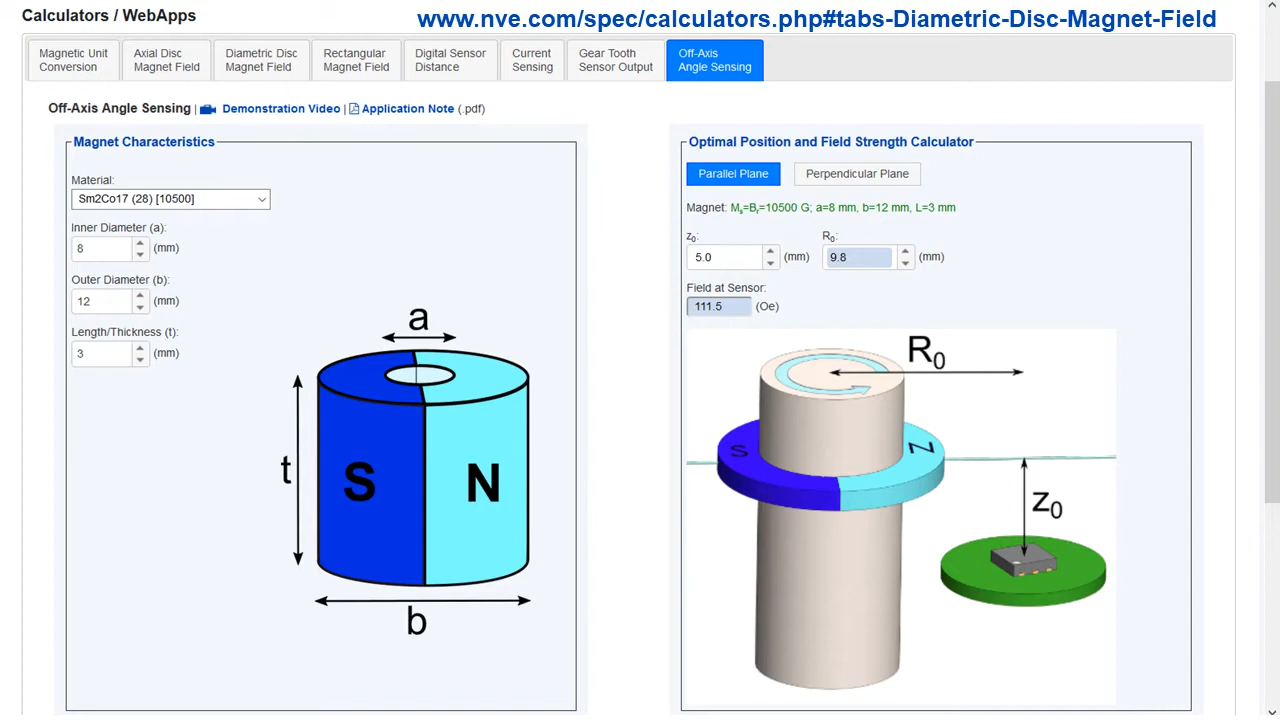 Calculators / WebApps
www.nve.com/spec/calculators.php#tabs-Diametric-Disc-Magnet-Field
Magnetic Unit
Conversion
Axial Disc
Magnet Field
Diametric Disc
Magnet Field
Rectangular
Magnet Field
Digital Sensor
Distance
Current
Sensing
Gear Tooth
Sensor Output
Off-Axis
Angle Sensing
Off-Axis Angle Sensing | Demonstration Video | Application Note (.pdf)
Magnet Characteristics
Material:
Sm2Co17 (28) [10500]
Inner Diameter (a):
8 (mm)
Outer Diameter (b):
12 (mm)
Length/Thickness (t):
3 (mm)
a
t
S N
b
Optimal Position and Field Strength Calculator
Parallel Plane Perpendicular Plane
Magnet: Ms=Br=10500 G; a=8 mm, b=12 mm, L=3 mm
z0: R0:
5.0 (mm) 9.8 (mm)
Field at Sensor:
111.5 (Oe)
R0
S N
z0